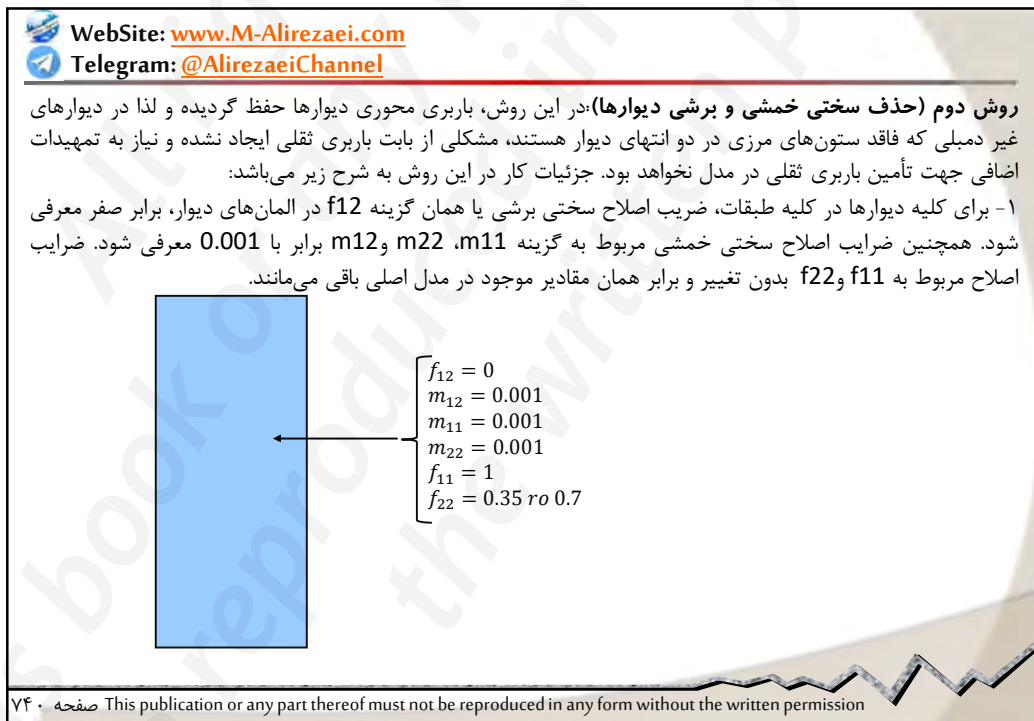 WebSite: www.M-Alirezaei.com
Telegram: @AlirezaeiChannel
روش دوم (حذف سختی خمشی و برشی دیوارها):در این روش، باربری محوری دیوارها حفظ گردیده و لذا در دیوارهای
غیر دمبلی که فاقد ستون‌های مرزی در دو انتهای دیوار هستند، مشکلی از بابت باربری ثقلی ایجاد نشده و نیاز به تمهیدات
اضافی جهت تأمین باربری ثقلی در مدل نخواهد بود. جزئیات کار در این روش به شرح زیر می‌باشد:
۱- برای کلیه دیوارها در کلیه طبقات، ضریب اصلاح سختی برشی یا همان گزینه f12 در المان‌های دیوار، برابر صفر معرفی
شود. همچنین ضرایب اصلاح سختی خمشی مربوط به گزینه m22 ،m11 وm12 برابر با 0.001 معرفی شود. ضرایب
اصلاح مربوط به f11 وf22 بدون تغییر و برابر همان مقادیر موجود در مدل اصلی باقی می‌مانند.
f₁₂ = 0
m₁₂ = 0.001
m₁₁ = 0.001
m₂₂ = 0.001
f₁₁ = 1
f₂₂ = 0.35 ro 0.7
صفحه ۷۴۰ This publication or any part thereof must not be reproduced in any form without the written permission